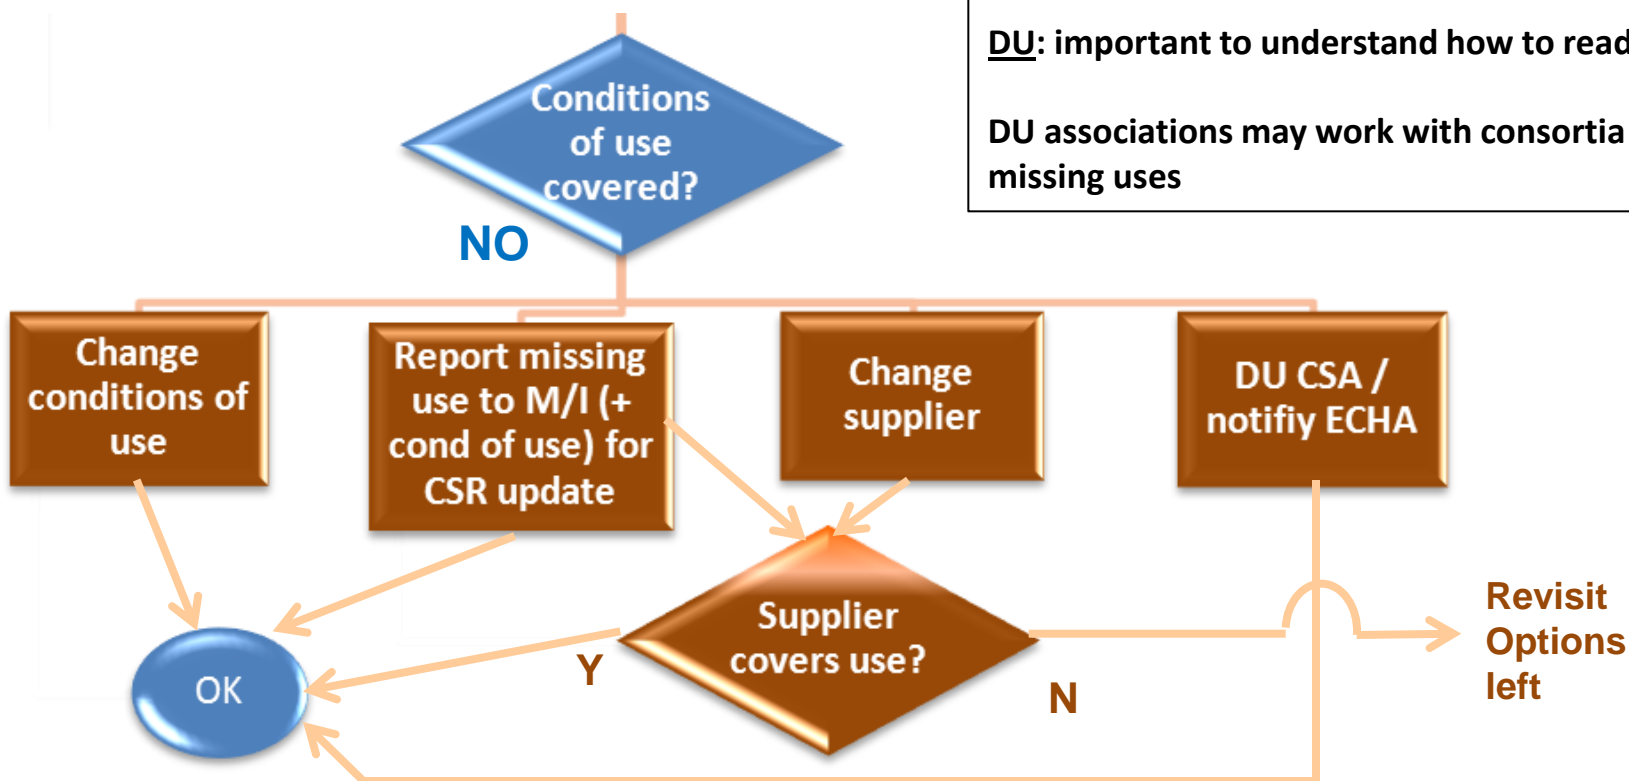 DU: important to understand how to read
DU associations may work with consortia
missing uses
Conditions
of use
covered?
NO
Change
conditions of
use
Report missing
use to M/I (+
cond of use) for
CSR update
Change
supplier
DU CSA /
notifiy ECHA
Supplier
covers use?
Y
N
OK
Revisit
Options
left